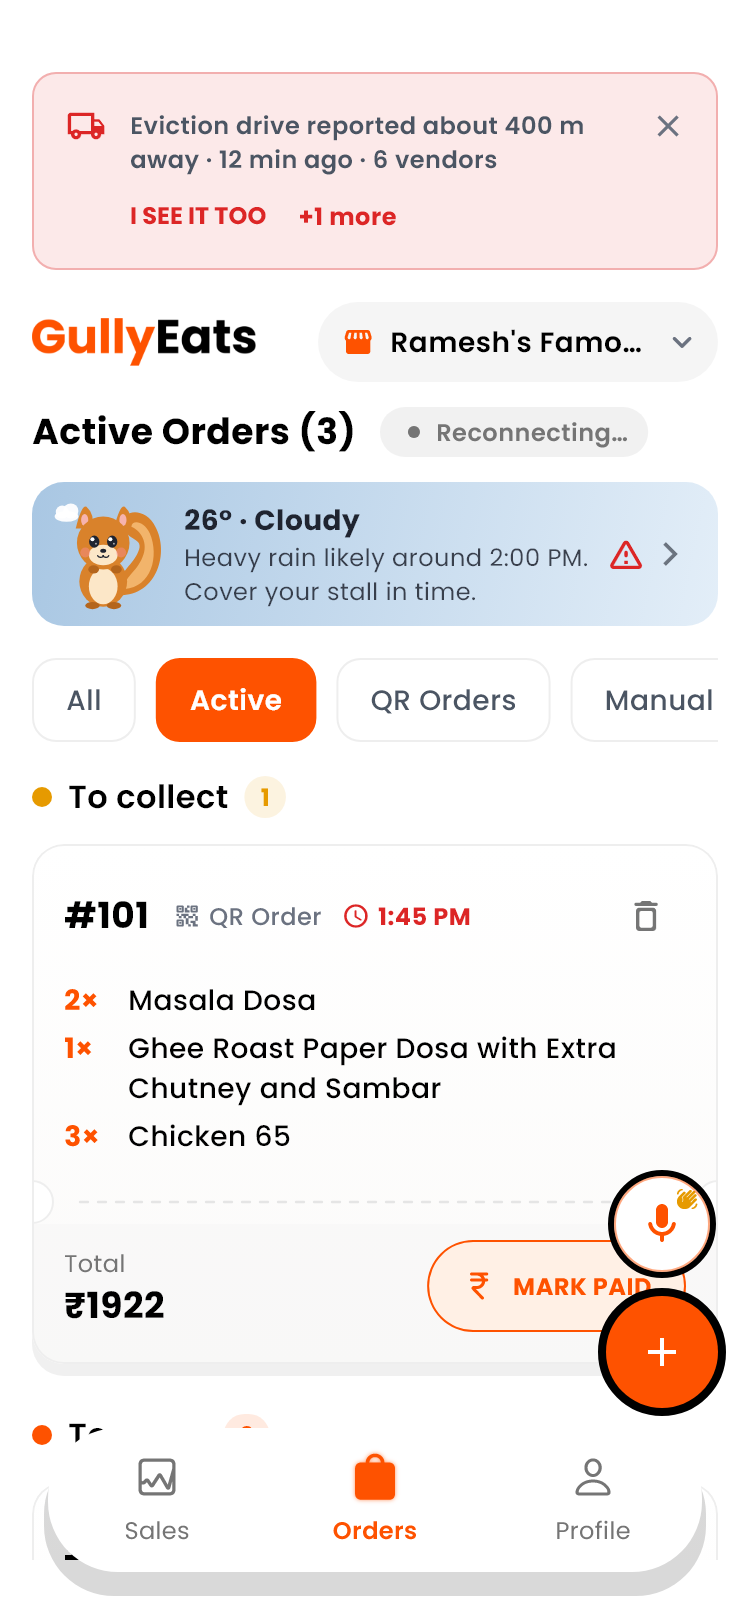 Eviction drive reported about 400 m
away · 12 min ago · 6 vendors
I SEE IT TOO +1 more
GullyEats
Ramesh's Famo...
Active Orders (3)
Reconnecting...
26° · Cloudy
Heavy rain likely around 2:00 PM.
Cover your stall in time.
All
Active
QR Orders
Manual
To collect 1
#101 QR Order 1:45 PM
2× Masala Dosa
1× Ghee Roast Paper Dosa with Extra
Chutney and Sambar
3× Chicken 65
Total
₹1922
₹ MARK PAID
Sales
Orders
Profile